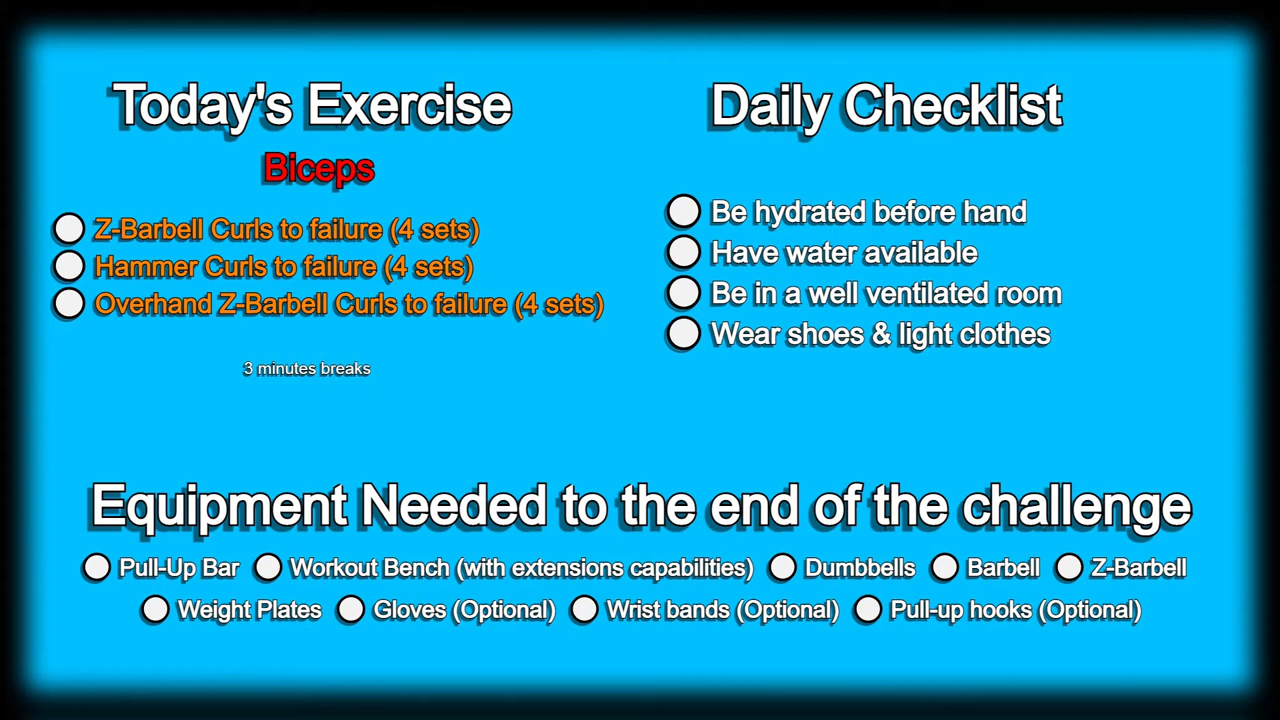 Today's Exercise
Biceps
Z-Barbell Curls to failure (4 sets)
Hammer Curls to failure (4 sets)
Overhand Z-Barbell Curls to failure (4 sets)
3 minutes breaks
Daily Checklist
Be hydrated before hand
Have water available
Be in a well ventilated room
Wear shoes & light clothes
Equipment Needed to the end of the challenge
Pull-Up Bar Workout Bench (with extensions capabilities) Dumbbells Barbell Z-Barbell
Weight Plates Gloves (Optional) Wrist bands (Optional) Pull-up hooks (Optional)